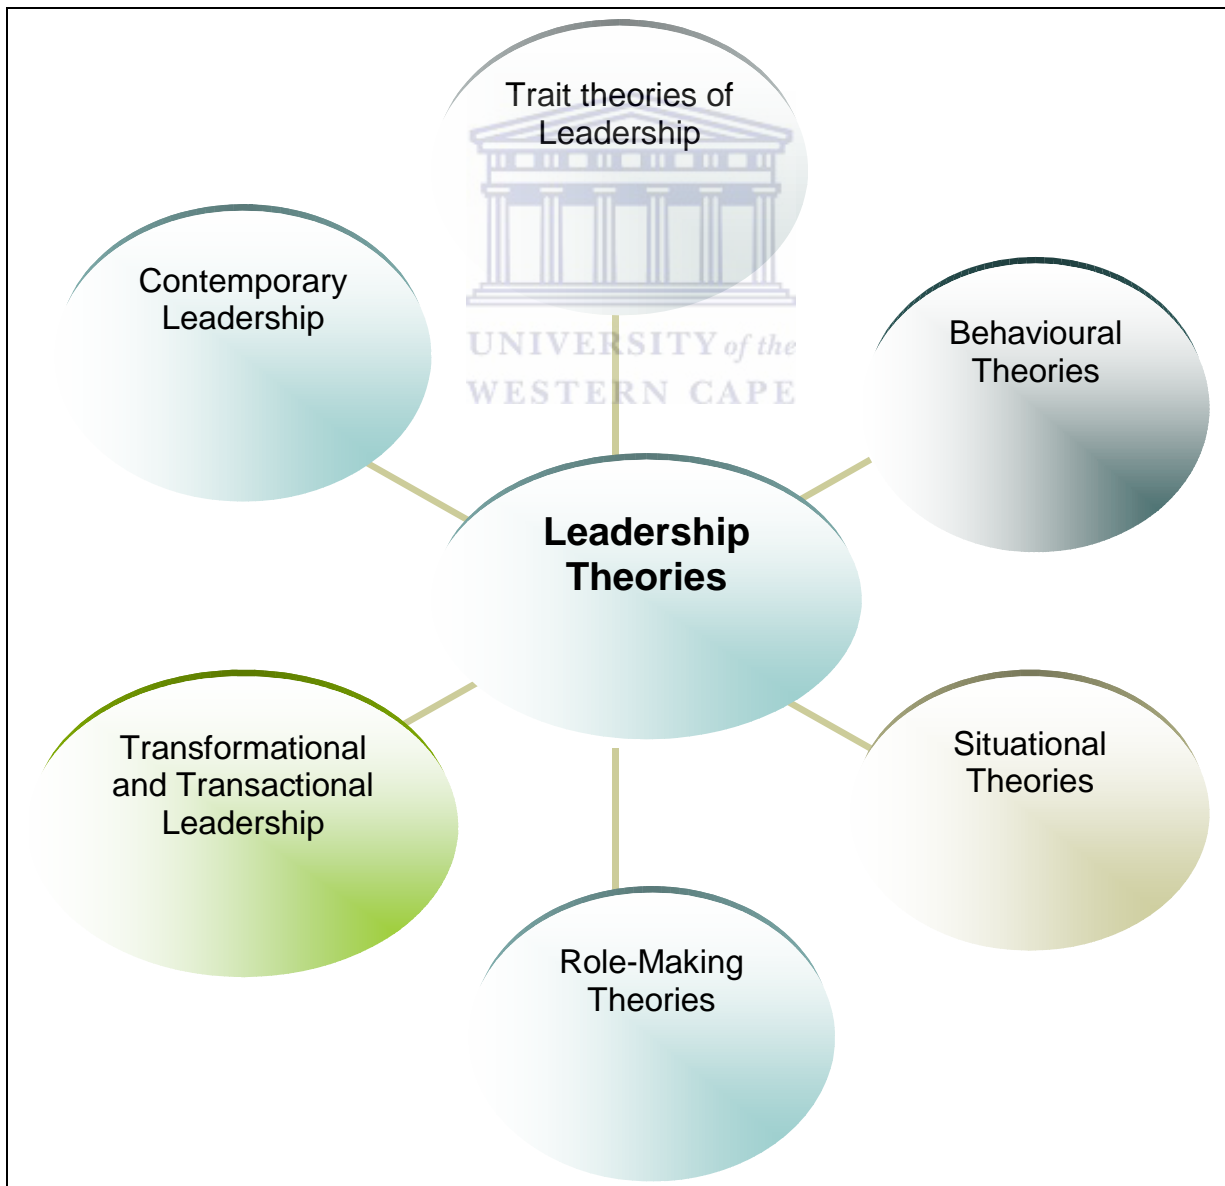 Trait theories of
Leadership
UNIVERSITY of the
WESTERN CAPE
Contemporary
Leadership
Behavioural
Theories
Leadership
Theories
Transformational
and Transactional
Leadership
Situational
Theories
Role-Making
Theories